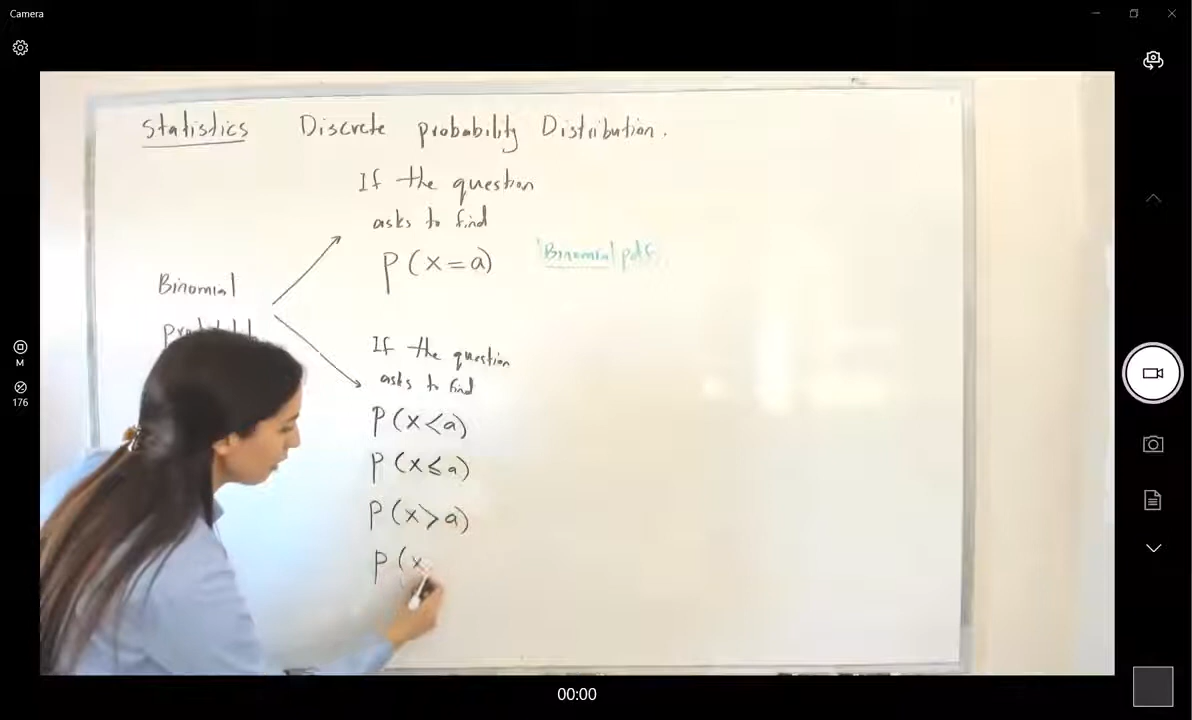 Camera
Statistics Discrete probability Distribution.
If the question
asks to find
P(x=a) Binomial pdf.
Binomial
If the question
asks to find
P(x<a)
P(x≤a)
P(x>a)
P(x
M
176
00:00